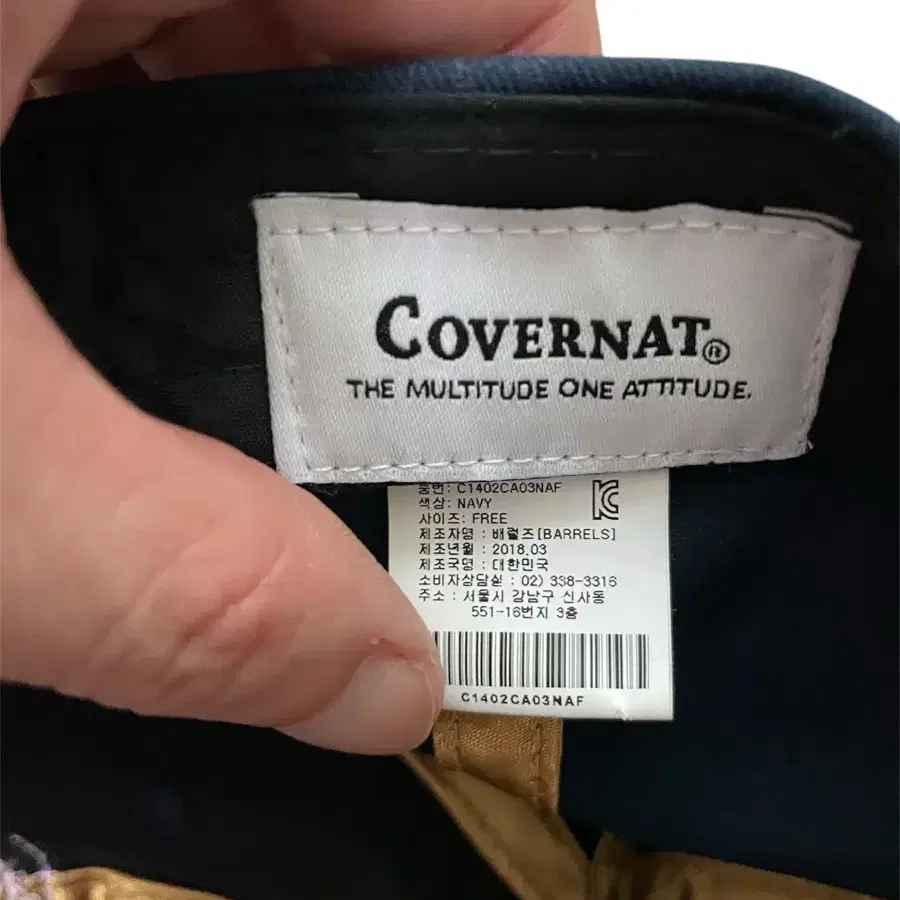 COVERNAT®
THE MULTITUDE ONE ATTITUDE.
품번: C1402CA03NAF
색상: NAVY
사이즈: FREE
제조자명 : 배럴즈[BARRELS]
제조년월 : 2018.03
제조국명 : 대한민국
소비자상담실 : 02) 338-3316
주소 : 서울시 강남구 신사동
551-16번지 3층
C1402CA03NAF